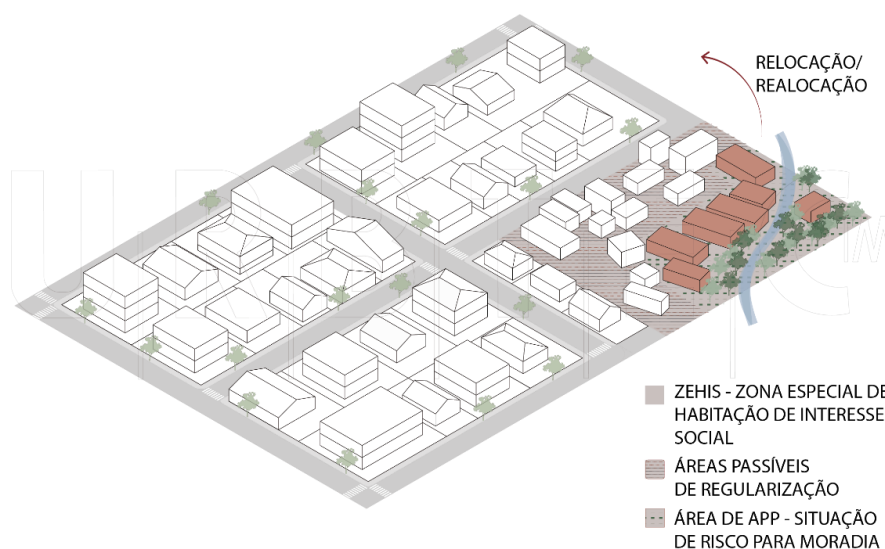 RELOCAÇÃO/
REALOCAÇÃO
ZEHIS - ZONA ESPECIAL DE
HABITAÇÃO DE INTERESSE
SOCIAL
ÁREAS PASSÍVEIS
DE REGULARIZAÇÃO
ÁREA DE APP - SITUAÇÃO
DE RISCO PARA MORADIA